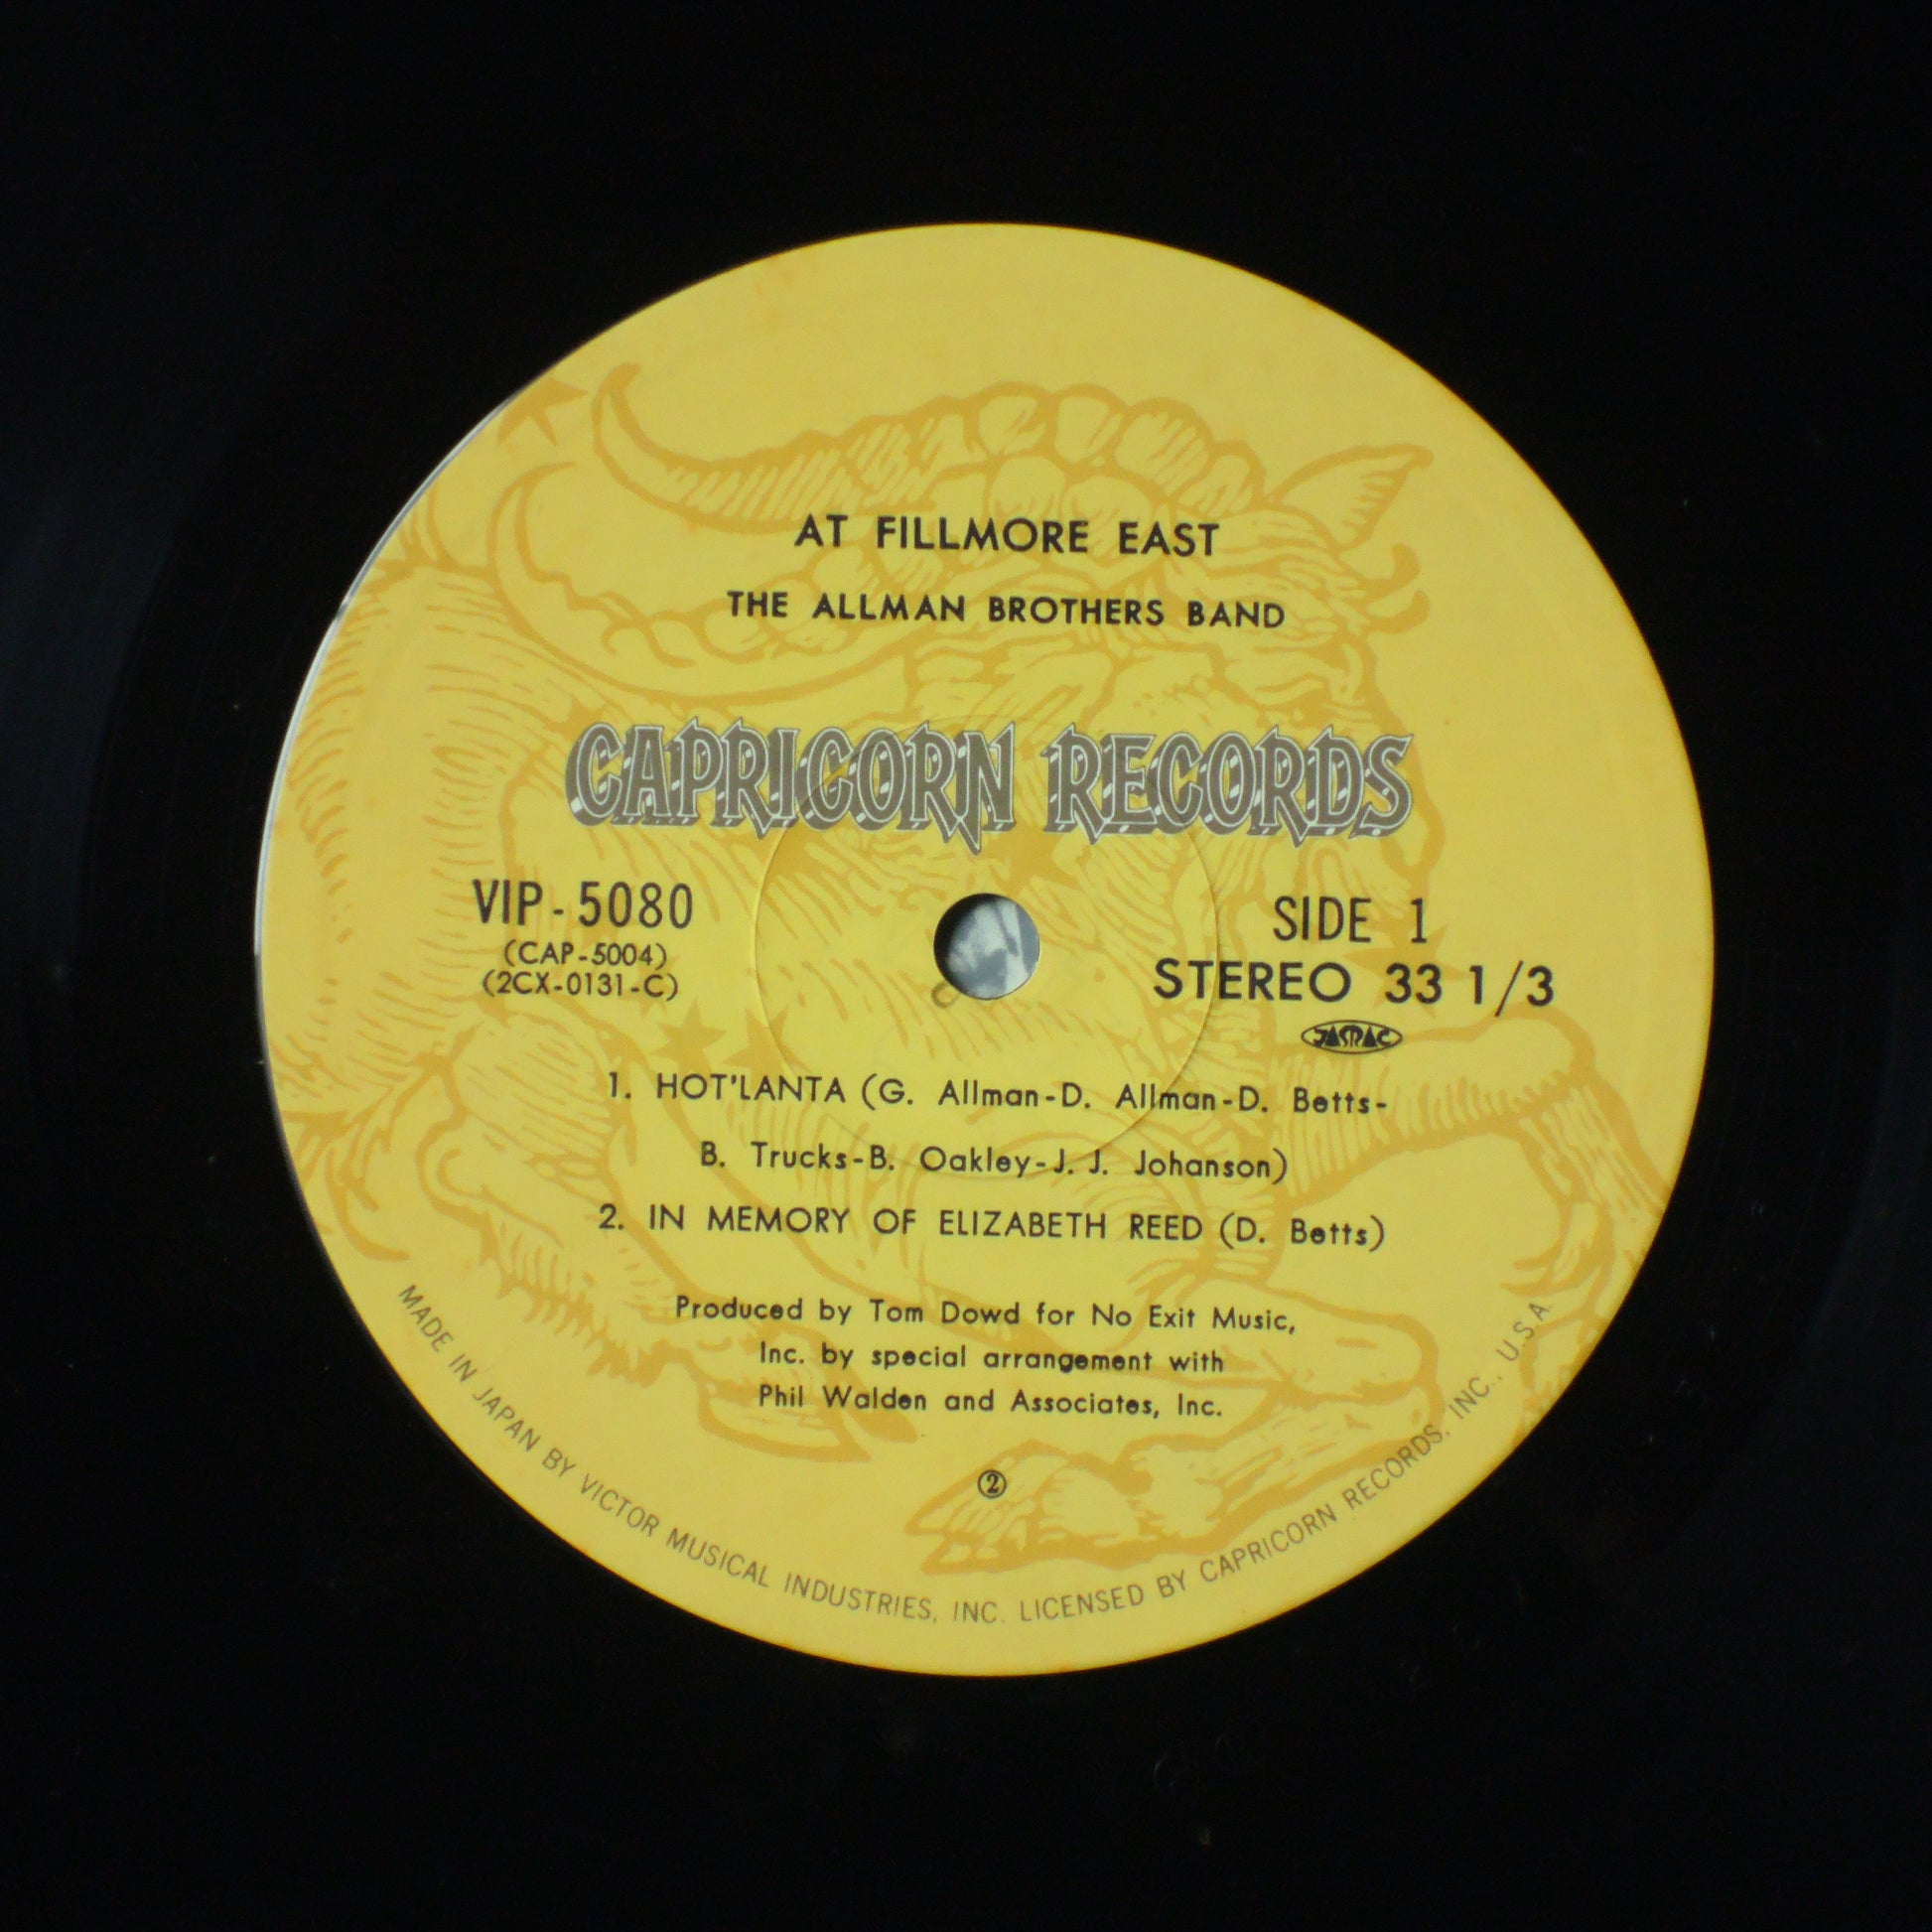 AT FILLMORE EAST
THE ALLMAN BROTHERS BAND
CAPRICORN RECORDS
VIP-5080
(CAP-5004)
(2CX-0131-C)
SIDE 1
STEREO 33 1/3
JASRAC
1. HOT'LANTA (G. Allman-D. Allman-D. Betts-
B. Trucks-B. Oakley-J. J. Johanson)
2. IN MEMORY OF ELIZABETH REED (D. Betts)
Produced by Tom Dowd for No Exit Music,
Inc. by special arrangement with
Phil Walden and Associates, Inc.
②
MADE IN JAPAN BY VICTOR MUSICAL INDUSTRIES, INC. LICENSED BY CAPRICORN RECORDS, INC., U.S.A.